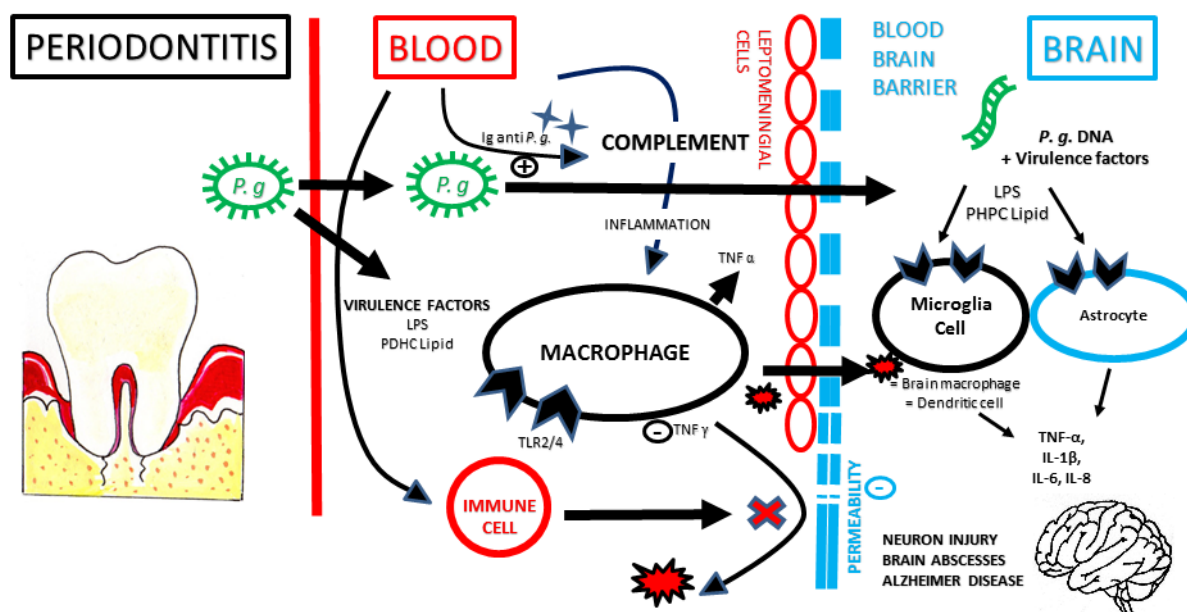 PERIODONTITIS
BLOOD
LEPTOMENINGIAL
CELLS
BLOOD
BRAIN
BARRIER
BRAIN
Ig anti P. g.
+
COMPLEMENT
P. g
P. g
INFLAMMATION
P. g. DNA
+ Virulence factors
LPS
PHPC Lipid
TNF α
VIRULENCE FACTORS
LPS
PDHC Lipid
MACROPHAGE
TLR2/4
- TNF γ
Microglia
Cell
Astrocyte
= Brain macrophage
= Dendritic cell
TNF-α,
IL-1β,
IL-6, IL-8
IMMUNE
CELL
PERMEABILITY -
NEURON INJURY
BRAIN ABSCESSES
ALZHEIMER DISEASE